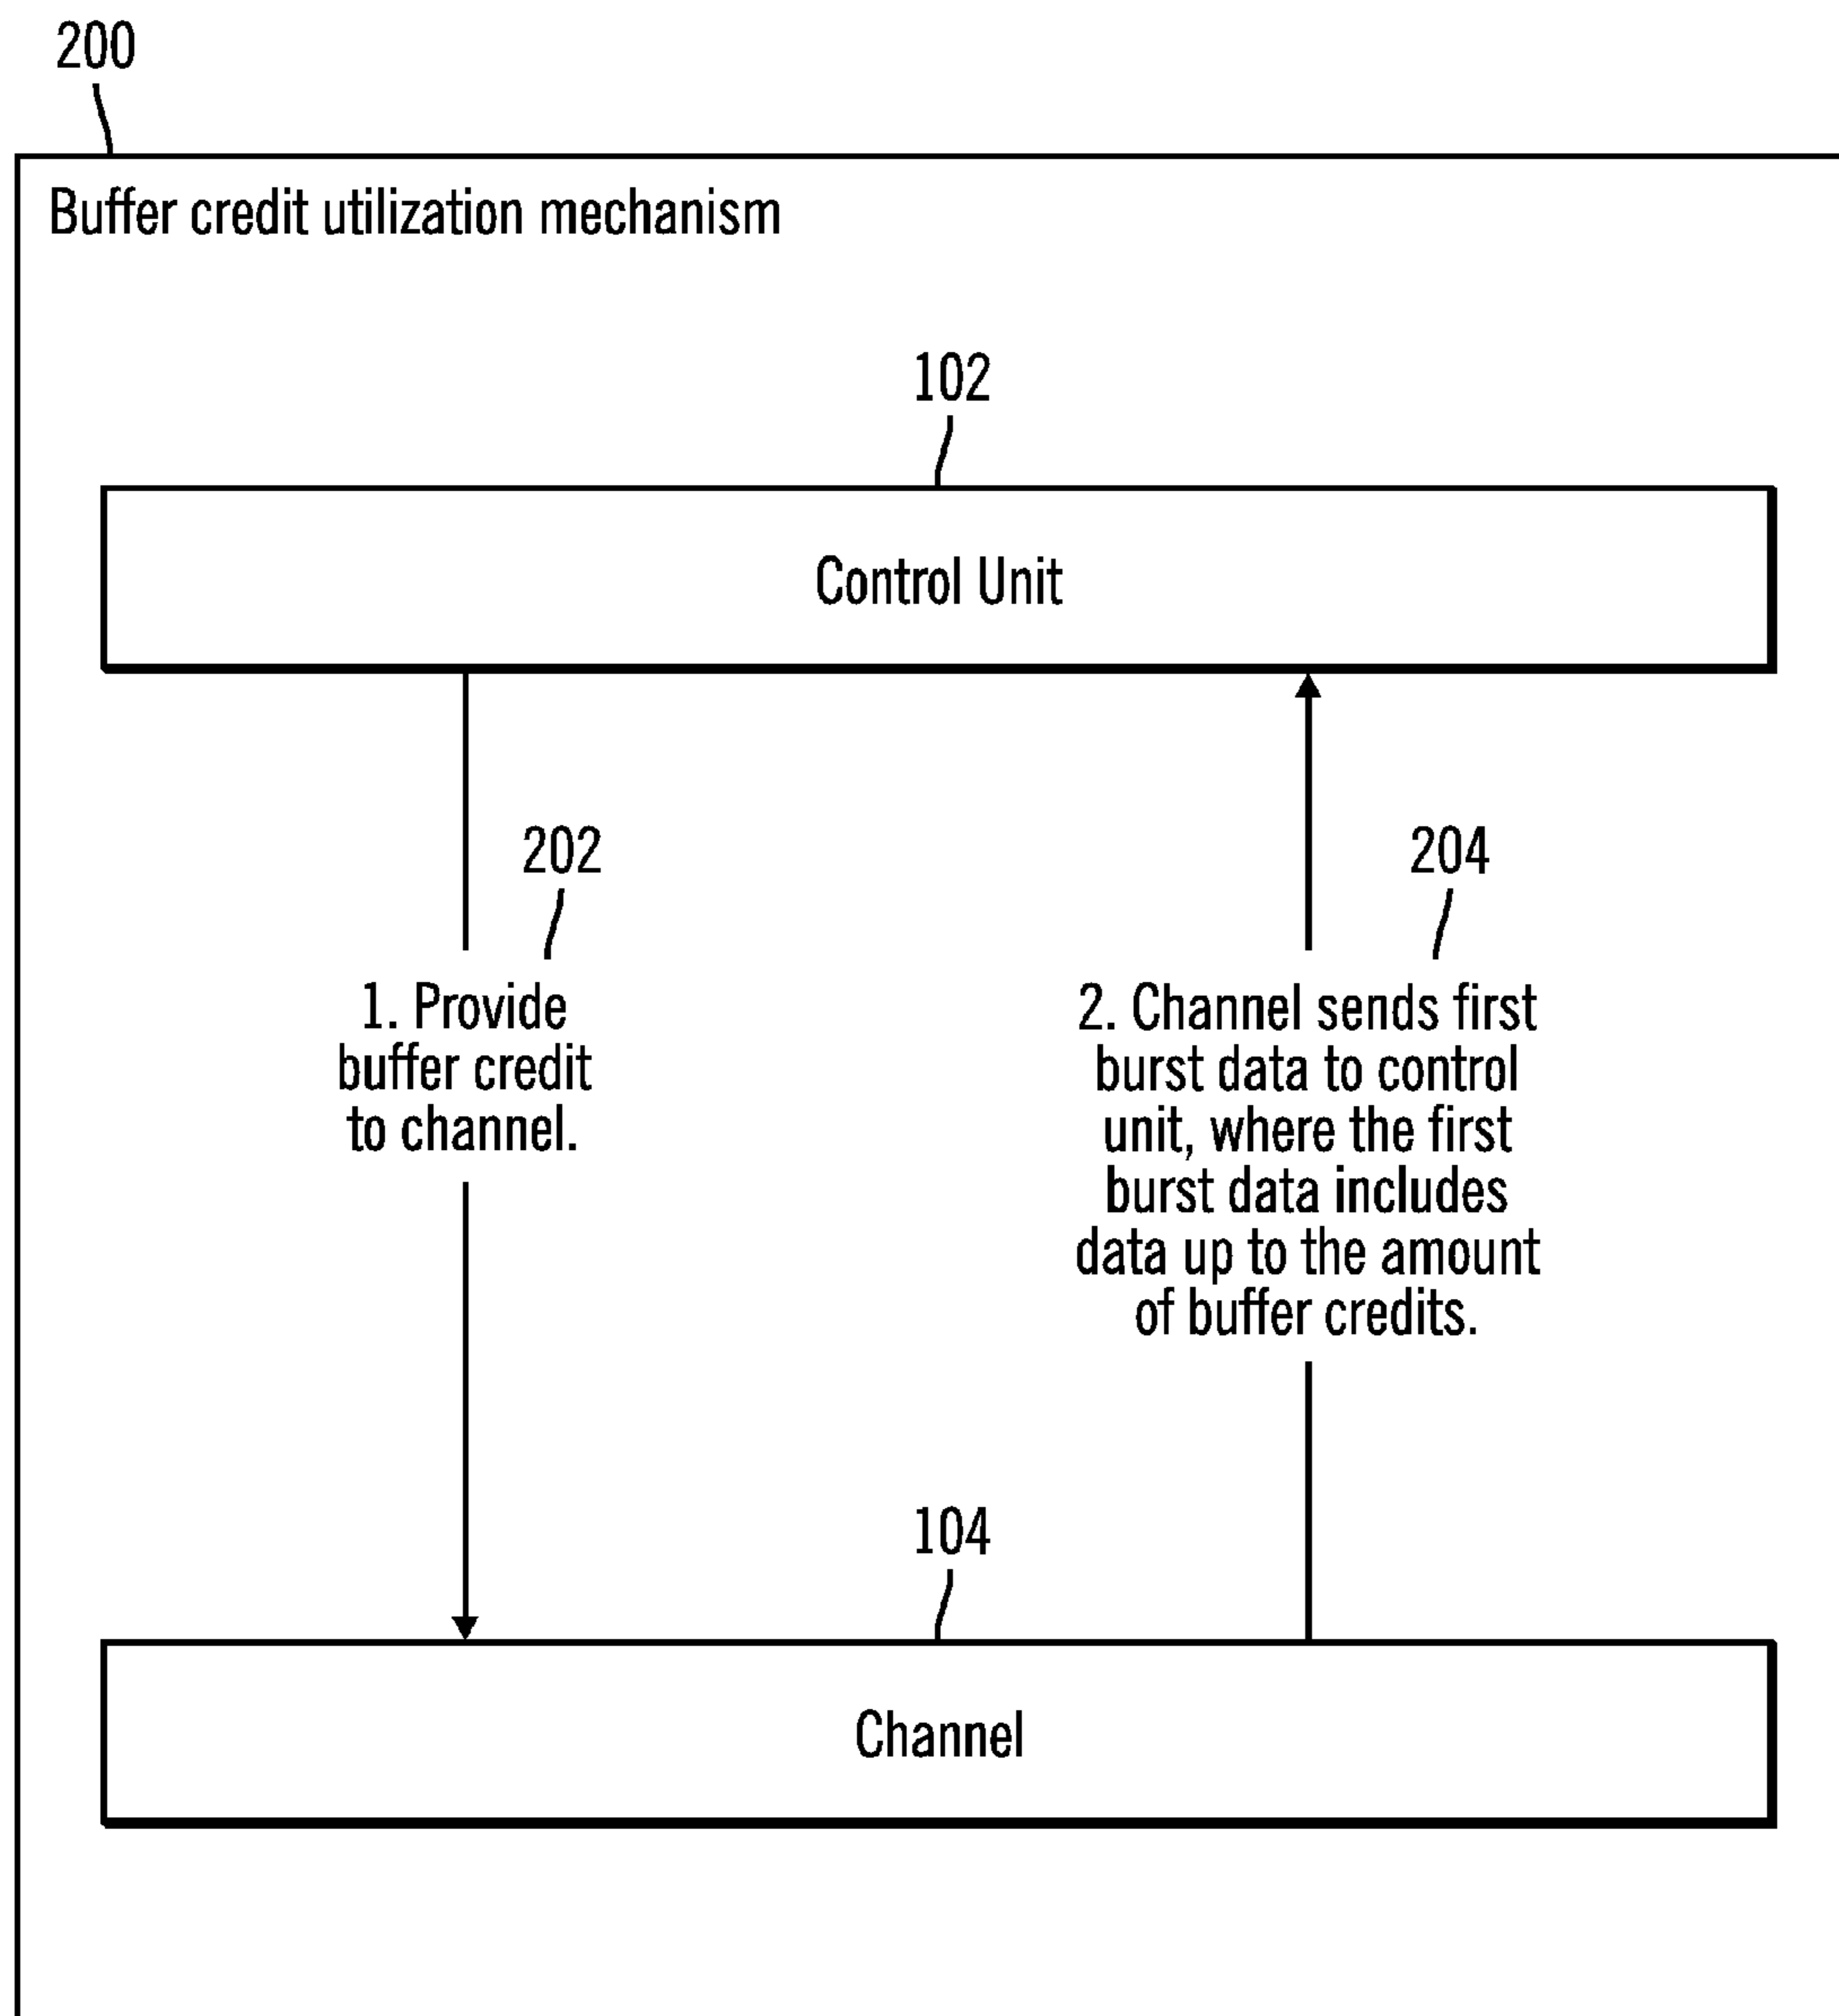 200
Buffer credit utilization mechanism
102
Control Unit
202
1. Provide
buffer credit
to channel.
204
2. Channel sends first
burst data to control
unit, where the first
burst data includes
data up to the amount
of buffer credits.
104
Channel